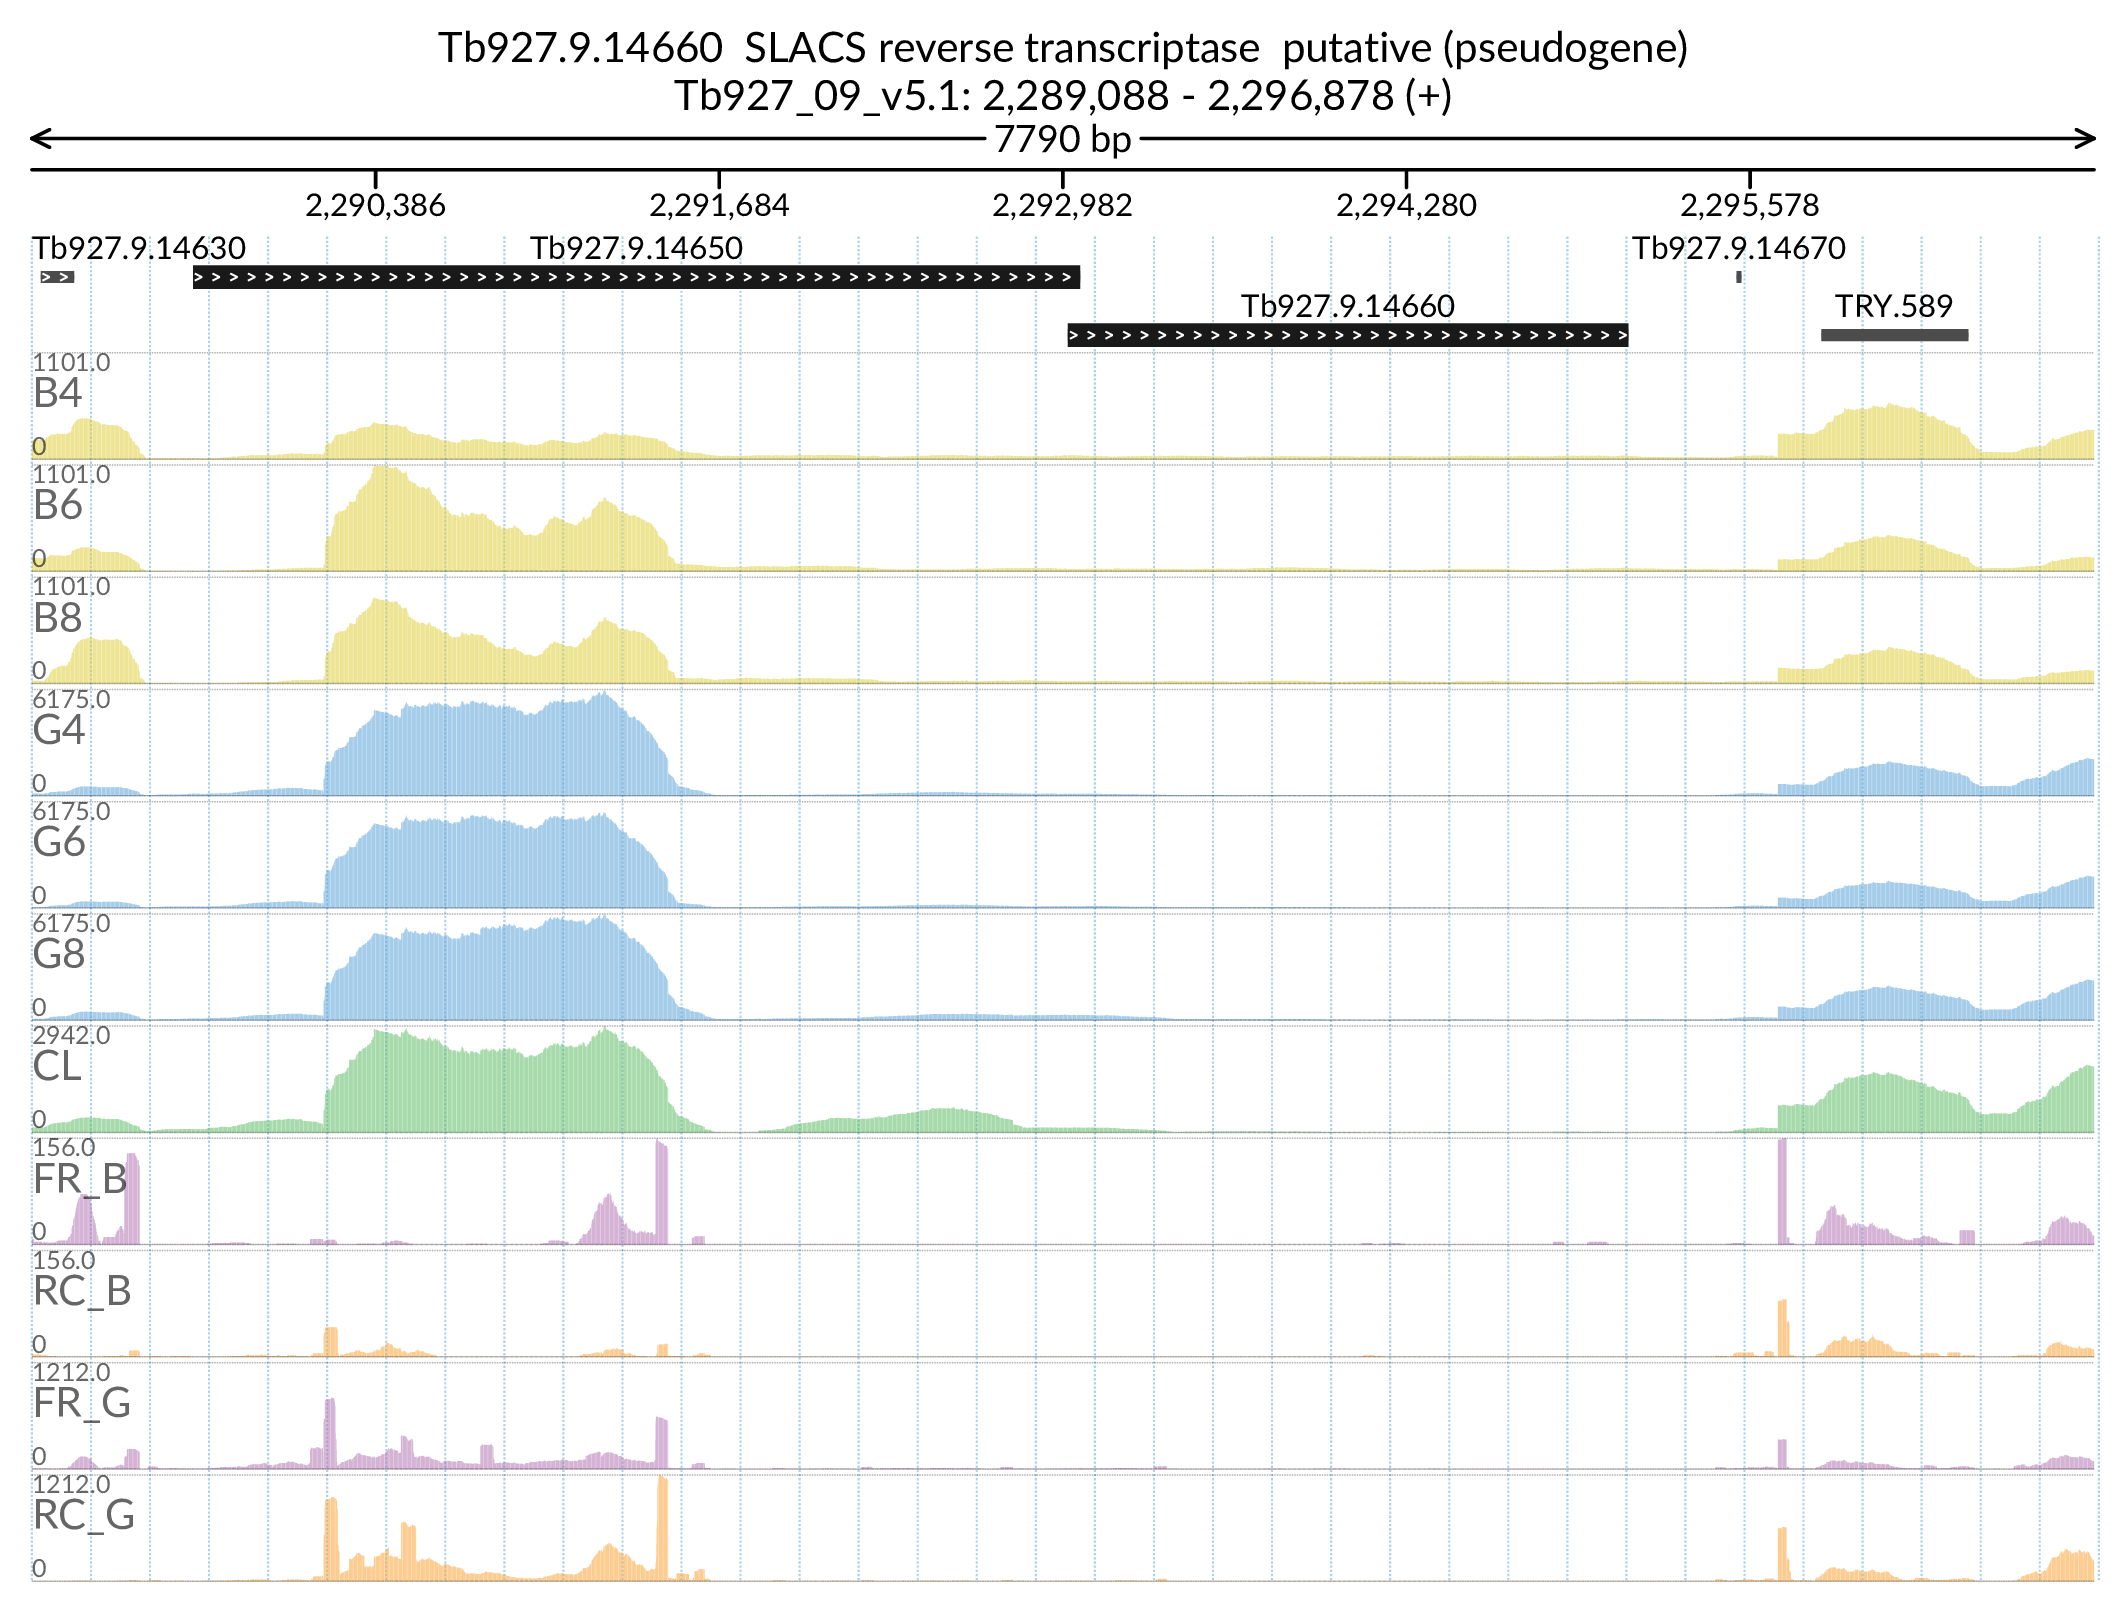 Tb927.9.14660  SLACS reverse transcriptase  putative (pseudogene)
Tb927_09_v5.1: 2,289,088 - 2,296,878 (+)
7790 bp
2,290,386 2,291,684 2,292,982 2,294,280 2,295,578
Tb927.9.14630 Tb927.9.14650 Tb927.9.14670
Tb927.9.14660 TRY.589
1101.0
B4
0
1101.0
B6
0
1101.0
B8
0
6175.0
G4
0
6175.0
G6
0
6175.0
G8
0
2942.0
CL
0
156.0
FR_B
0
156.0
RC_B
0
1212.0
FR_G
0
1212.0
RC_G
0